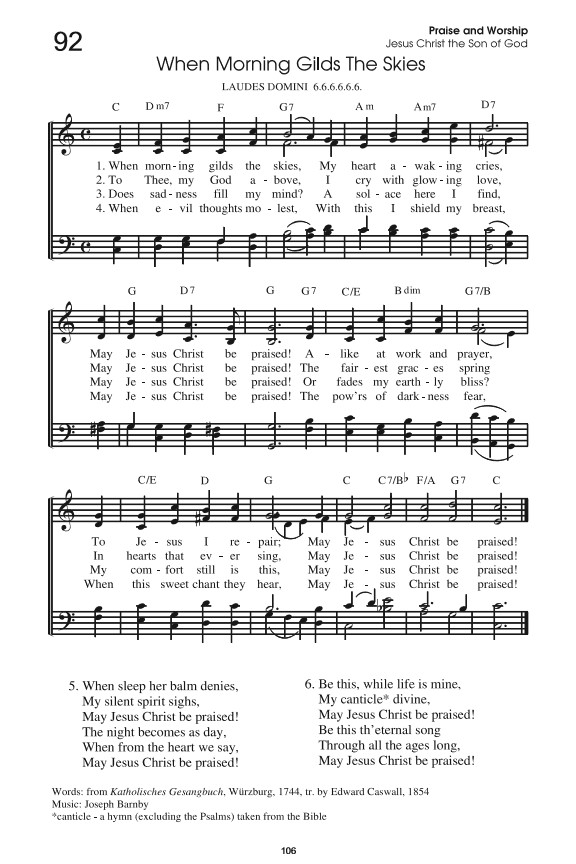 92
Praise and Worship
Jesus Christ the Son of God
When Morning Gilds The Skies
LAUDES DOMINI 6.6.6.6.6.6.
C Dm7 F G7 Am Am7 D7
1. When morn-ing gilds the skies, My heart a - wak-ing cries,
2. To Thee, my God a - bove, I cry with glow-ing love,
3. Does sad-ness fill my mind? A sol - ace here I find,
4. When e - vil thoughts mo - lest, With this I shield my breast,
G D7 G G7 C/E Bdim G7/B
May Je - sus Christ be praised! A - like at work and prayer,
May Je - sus Christ be praised! The fair - est grac - es spring
May Je - sus Christ be praised! Or fades my earth - ly bliss?
May Je - sus Christ be praised! The pow'rs of dark - ness fear,
C/E D G C C7/B♭ F/A G7 C
To Je - sus I re - pair; May Je - sus Christ be praised!
In hearts that ev - er sing, May Je - sus Christ be praised!
My com - fort still is this, May Je - sus Christ be praised!
When this sweet chant they hear, May Je - sus Christ be praised!
5. When sleep her balm denies,
My silent spirit sighs,
May Jesus Christ be praised!
The night becomes as day,
When from the heart we say,
May Jesus Christ be praised!
6. Be this, while life is mine,
My canticle* divine,
May Jesus Christ be praised!
Be this th'eternal song
Through all the ages long,
May Jesus Christ be praised!
Words: from Katholisches Gesangbuch, Würzburg, 1744, tr. by Edward Caswall, 1854
Music: Joseph Barnby
*canticle - a hymn (excluding the Psalms) taken from the Bible
106